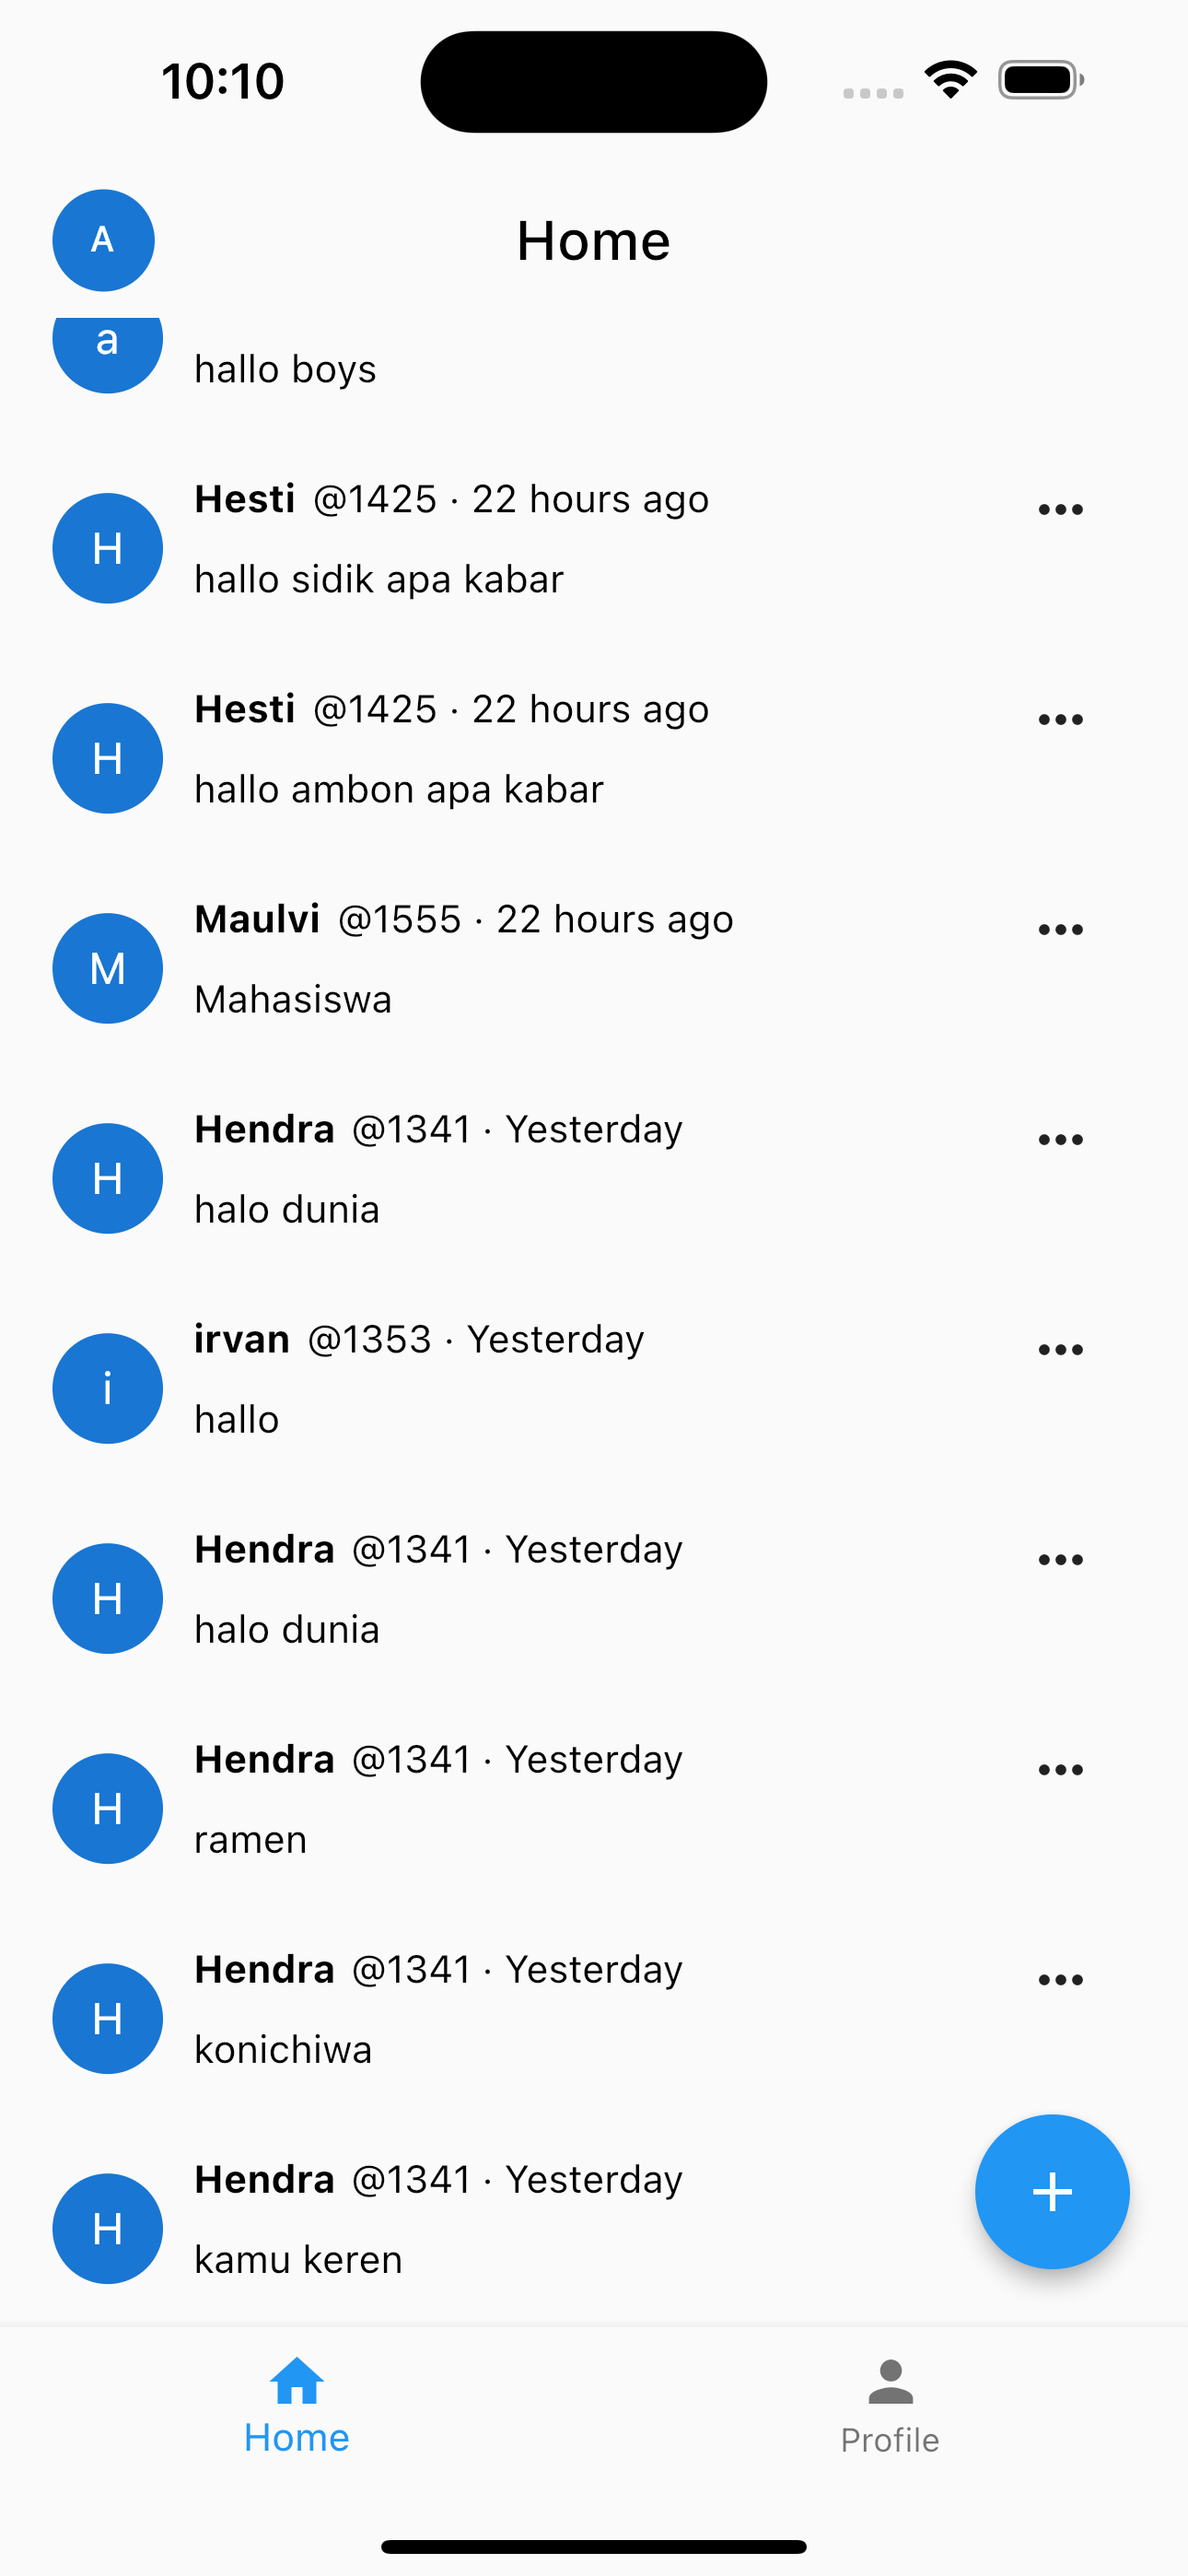 10:10
A
Home
a
hallo boys
Hesti @1425 · 22 hours ago
H
hallo sidik apa kabar
Hesti @1425 · 22 hours ago
H
hallo ambon apa kabar
Maulvi @1555 · 22 hours ago
M
Mahasiswa
Hendra @1341 · Yesterday
H
halo dunia
irvan @1353 · Yesterday
i
hallo
Hendra @1341 · Yesterday
H
halo dunia
Hendra @1341 · Yesterday
H
ramen
Hendra @1341 · Yesterday
H
konichiwa
Hendra @1341 · Yesterday
H
kamu keren
Home
Profile